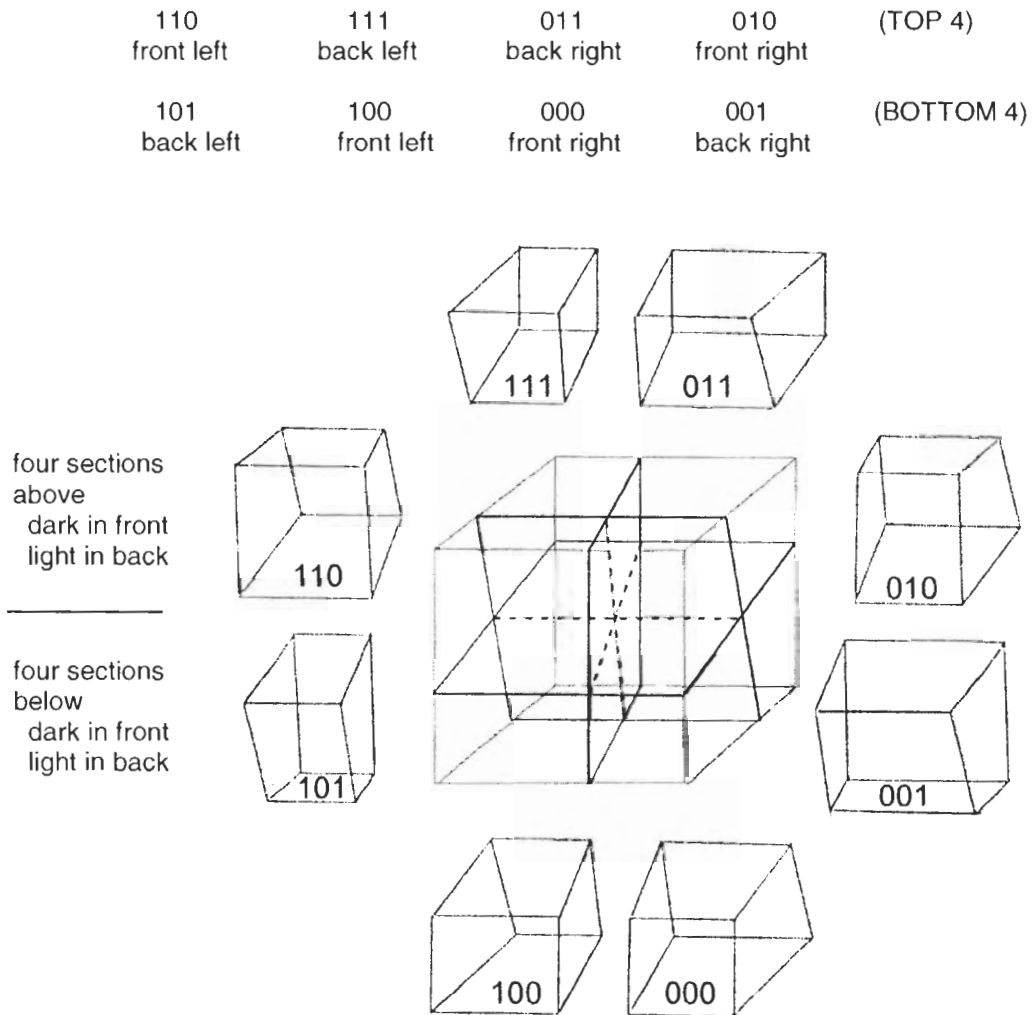 110 111 011 010 (TOP 4)
front left back left back right front right
101 100 000 001 (BOTTOM 4)
back left front left front right back right
111 011
four sections
above
dark in front
light in back
110 010
four sections
below
dark in front
light in back
101 001
100 000